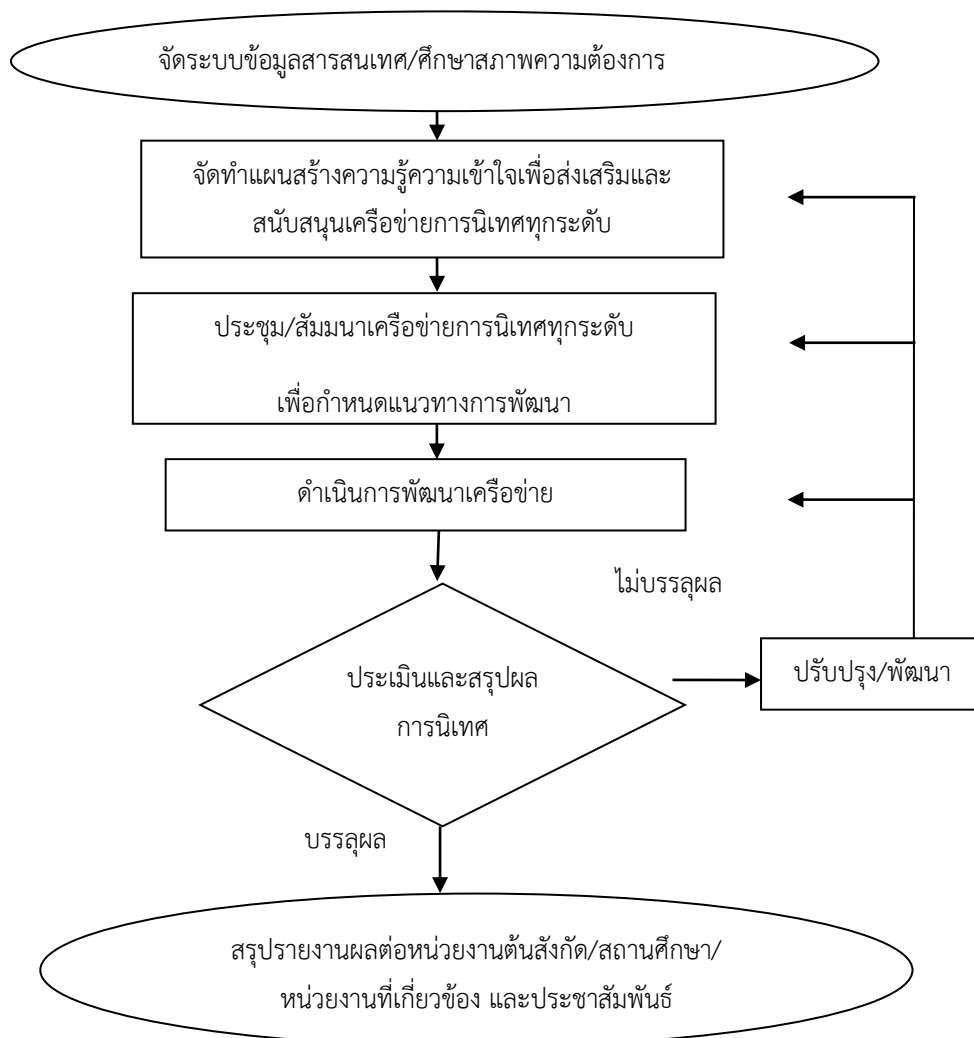 จัดระบบข้อมูลสารสนเทศ/ศึกษาสภาพความต้องการ
จัดทำแผนสร้างความรู้ความเข้าใจเพื่อส่งเสริมและ
สนับสนุนเครือข่ายการนิเทศทุกระดับ
ประชุม/สัมมนาเครือข่ายการนิเทศทุกระดับ
เพื่อกำหนดแนวทางการพัฒนา
ดำเนินการพัฒนาเครือข่าย
ไม่บรรลุผล
ประเมินและสรุปผล
การนิเทศ
ปรับปรุง/พัฒนา
บรรลุผล
สรุปรายงานผลต่อหน่วยงานต้นสังกัด/สถานศึกษา/
หน่วยงานที่เกี่ยวข้อง และประชาสัมพันธ์